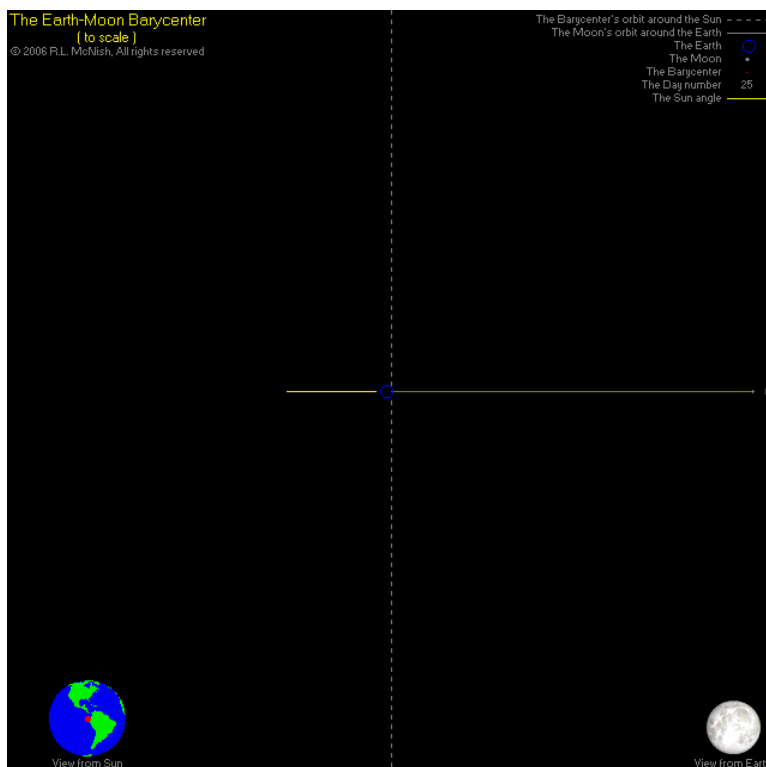 The Earth-Moon Barycenter
( to scale )
© 2006 R.L. McNish, All rights reserved
The Barycenter's orbit around the Sun
The Moon's orbit around the Earth
The Earth
The Moon
The Barycenter
The Day number 25
The Sun angle
View from Sun
View from Earth